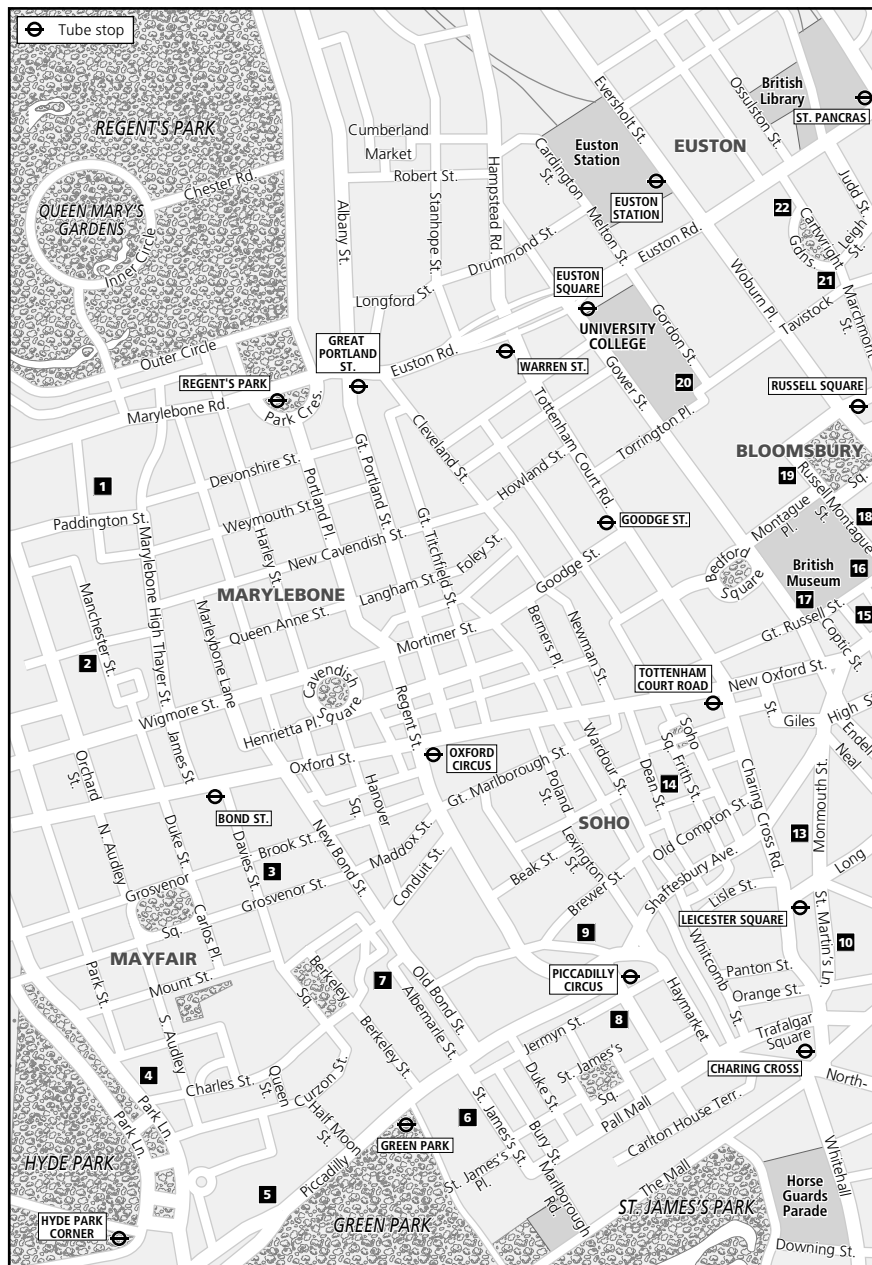 Tube stop
British
Library
ST. PANCRAS
Ossulston St.
Eversholt St.
EUSTON
REGENT'S PARK
Cumberland
Market
Euston
Station
Cardington
St.
Robert St.
Hampstead Rd.
Chester Rd.
Albany St.
Stanhope St.
EUSTON
STATION
Judd St.
22
Cartwright
Gdns.
Leigh
St.
QUEEN MARY'S
GARDENS
Inner Circle
Melton St.
Drummond St.
Euston Rd.
EUSTON
SQUARE
Woburn Pl.
21
Marchmont
St.
Tavistock
Longford
St.
UNIVERSITY
COLLEGE
Gordon St.
Outer Circle
GREAT
PORTLAND
ST.
Euston Rd.
WARREN ST.
Gower St.
20
RUSSELL SQUARE
REGENT'S PARK
Park Cres.
Marylebone Rd.
Cleveland St.
Tottenham Court Rd.
Torrington Pl.
BLOOMSBURY
1
Devonshire St.
Portland Pl.
Gt. Portland St.
Howland St.
19
Russell
Sq.
Paddington St.
Weymouth St.
Harley St.
Gt. Titchfield St.
GOODGE ST.
Montague
Pl.
Montague
St.
18
Marylebone High St.
New Cavendish St.
Foley St.
Goodge St.
Bedford
Square
British
Museum
16
17
15
Manchester St.
MARYLEBONE
Langham St.
Marleybone Lane
Queen Anne St.
Mortimer St.
Berners Pl.
Newman St.
Gt. Russell St.
Coptic St.
2
Thayer St.
Cavendish
Square
TOTTENHAM
COURT ROAD
New Oxford St.
Wigmore St.
Henrietta Pl.
Regent St.
St.
Giles
High St.
Endell
Neal
Orchard
St.
James St.
Oxford St.
OXFORD
CIRCUS
Wardour St.
Soho
Sq.
Frith St.
Dean St.
14
Charing Cross Rd.
Monmouth St.
BOND ST.
Hanover
Sq.
Gt. Marlborough St.
Poland
St.
SOHO
N. Audley
Duke St.
Davies St.
Brook St.
3
New Bond St.
Maddox St.
Lexington
St.
Old Compton St.
13
Grosvenor
Sq.
Grosvenor St.
Conduit St.
Beak St.
Brewer St.
Shaftesbury Ave.
Lisle St.
Long
LEICESTER SQUARE
St. Martin's Ln.
10
Carlos Pl.
MAYFAIR
9
Whitcomb
St.
Park St.
Mount St.
Berkeley
Sq.
7
Old Bond St.
Albemarle St.
PICCADILLY
CIRCUS
Haymarket
Panton St.
Orange St.
S. Audley
Berkeley St.
Jermyn St.
8
Trafalgar
Square
4
Charles St.
Queen
St.
Curzon St.
Duke St.
St. James's
Sq.
CHARING CROSS
North-
Park Ln.
Park Ln.
Half Moon
St.
GREEN PARK
6
St. James's St.
Bury St.
Pall Mall
Carlton House Terr.
HYDE PARK
5
Piccadilly
St. James's
Pl.
Marlborough
Rd.
The Mall
Whitehall
HYDE PARK
CORNER
GREEN PARK
ST. JAMES'S PARK
Horse
Guards
Parade
Downing St.